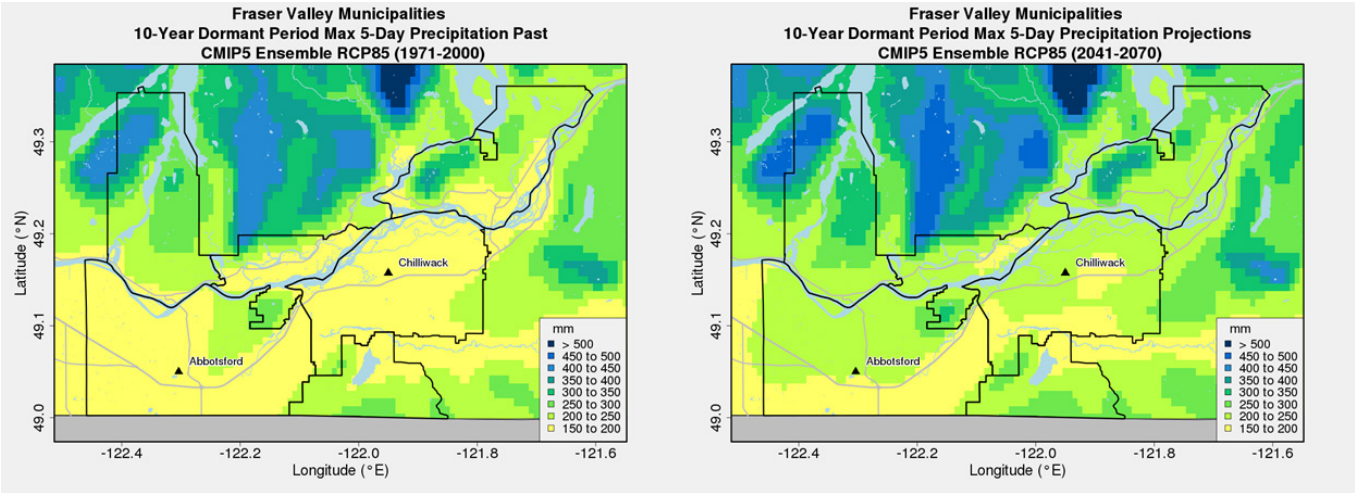 Fraser Valley Municipalities
10-Year Dormant Period Max 5-Day Precipitation Past
CMIP5 Ensemble RCP85 (1971-2000)
Latitude (°N)
49.3
49.2
49.1
49.0
Chilliwack
Abbotsford
mm
> 500
450 to 500
400 to 450
350 to 400
300 to 350
250 to 300
200 to 250
150 to 200
-122.4
-122.2
-122.0
-121.8
-121.6
Longitude (°E)
Fraser Valley Municipalities
10-Year Dormant Period Max 5-Day Precipitation Projections
CMIP5 Ensemble RCP85 (2041-2070)
Latitude (°N)
49.3
49.2
49.1
49.0
Chilliwack
Abbotsford
mm
> 500
450 to 500
400 to 450
350 to 400
300 to 350
250 to 300
200 to 250
150 to 200
-122.4
-122.2
-122.0
-121.8
-121.6
Longitude (°E)